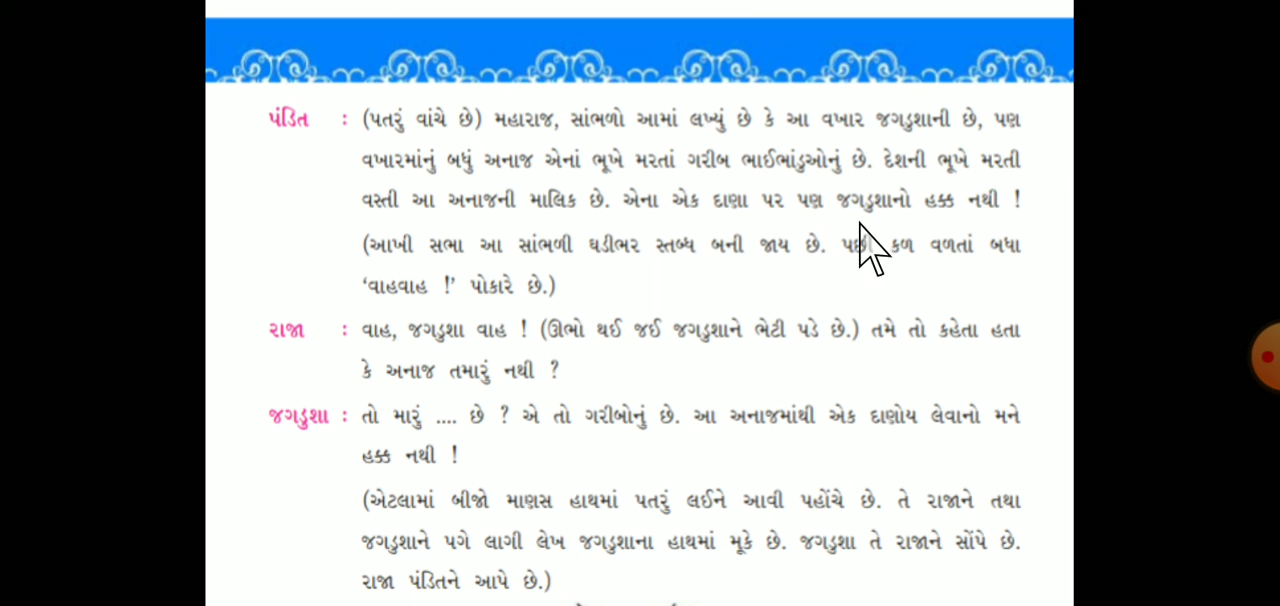 પંડિત : (પતરું વાંચે છે) મહારાજ, સાંભળો આમાં લખ્યું છે કે આ વખાર જગડુશાની છે, પણ
વખારમાંનું બધું અનાજ એનાં ભૂખે મરતાં ગરીબ ભાઈભાંડુઓનું છે. દેશની ભૂખે મરતી
વસ્તી આ અનાજની માલિક છે. એના એક દાણા પર પણ જગડુશાનો હક્ક નથી !
(આખી સભા આ સાંભળી ઘડીભર સ્તબ્ધ બની જાય છે. પછી કળ વળતાં બધા
‘વાહવાહ !’ પોકારે છે.)
રાજા : વાહ, જગડુશા વાહ ! (ઊભો થઈ જઈ જગડુશાને ભેટી પડે છે.) તમે તો કહેતા હતા
કે અનાજ તમારું નથી ?
જગડુશા : તો મારું .... છે ? એ તો ગરીબોનું છે. આ અનાજમાંથી એક દાણોય લેવાનો મને
હક્ક નથી !
(એટલામાં બીજો માણસ હાથમાં પતરું લઈને આવી પહોંચે છે. તે રાજાને તથા
જગડુશાને પગે લાગી લેખ જગડુશાના હાથમાં મૂકે છે. જગડુશા તે રાજાને સોંપે છે.
રાજા પંડિતને આપે છે.)